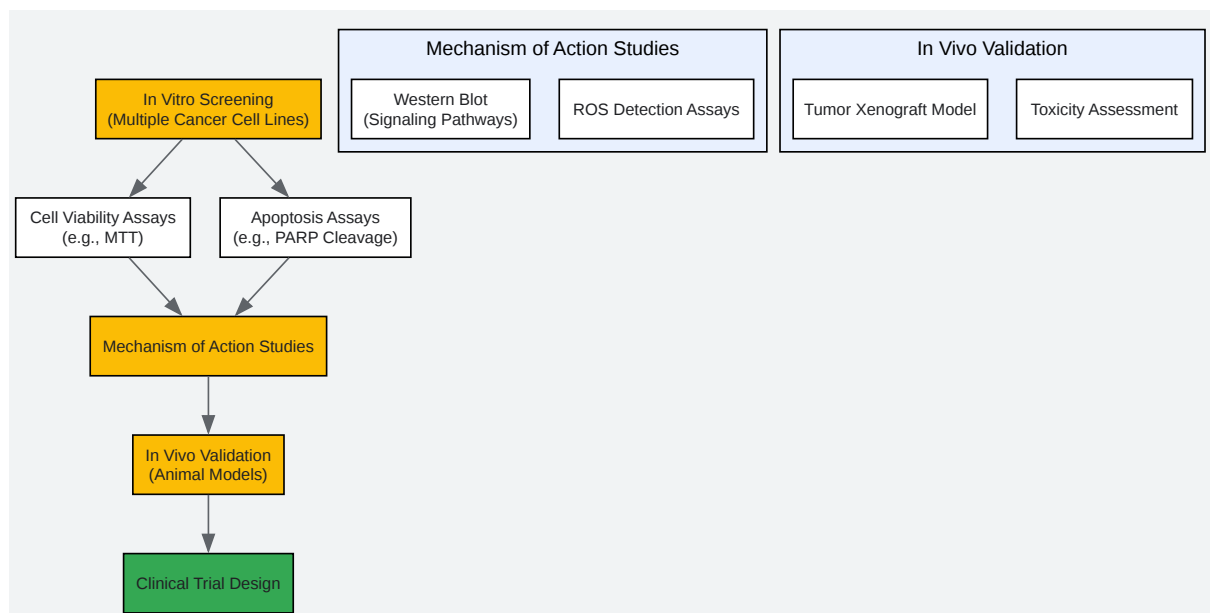 Mechanism of Action Studies
In Vivo Validation
In Vitro Screening
(Multiple Cancer Cell Lines)
Western Blot
(Signaling Pathways)
ROS Detection Assays
Tumor Xenograft Model
Toxicity Assessment
Cell Viability Assays
(e.g., MTT)
Apoptosis Assays
(e.g., PARP Cleavage)
Mechanism of Action Studies
In Vivo Validation
(Animal Models)
Clinical Trial Design